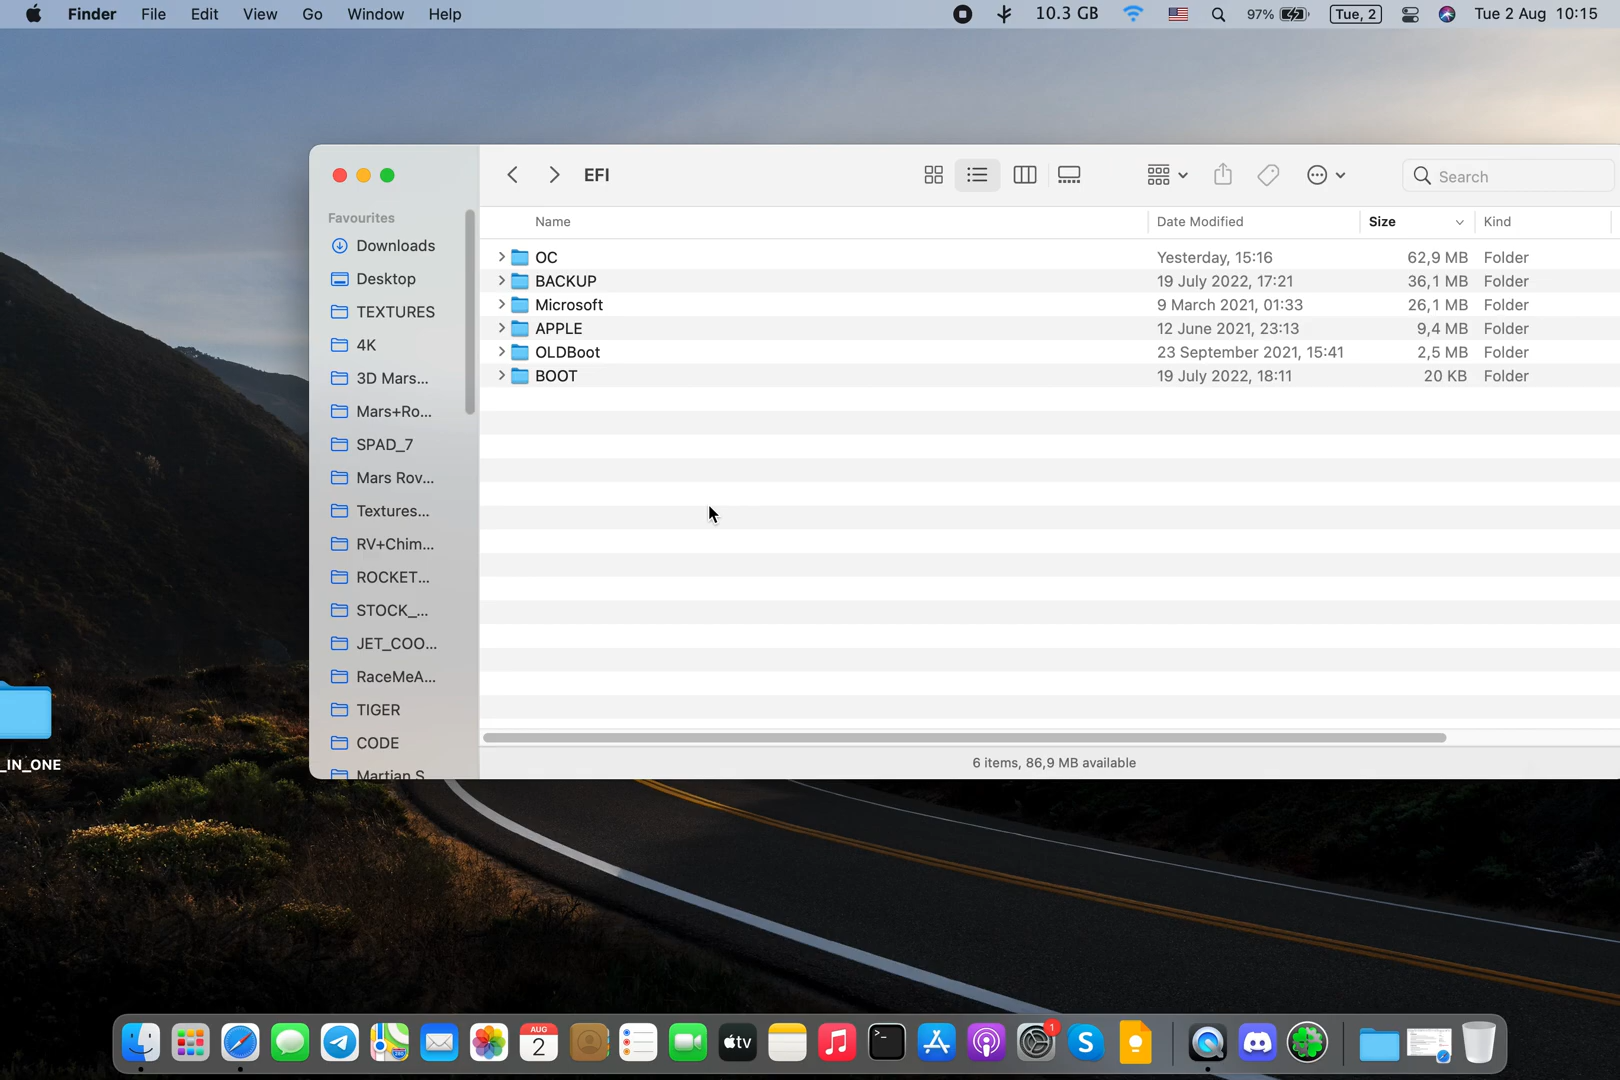 Finder File Edit View Go Window Help 10.3 GB 97% Tue, 2 Tue 2 Aug 10:15
EFI Search
Favourites
Downloads
Desktop
TEXTURES
4K
3D Mars...
Mars+Ro...
SPAD_7
Mars Rov...
Textures...
RV+Chim...
ROCKET...
STOCK_...
JET_COO...
RaceMeA...
TIGER
CODE
Martian S
Name Date Modified Size Kind
OC Yesterday, 15:16 62,9 MB Folder
BACKUP 19 July 2022, 17:21 36,1 MB Folder
Microsoft 9 March 2021, 01:33 26,1 MB Folder
APPLE 12 June 2021, 23:13 9,4 MB Folder
OLDBoot 23 September 2021, 15:41 2,5 MB Folder
BOOT 19 July 2022, 18:11 20 KB Folder
6 items, 86,9 MB available
_IN_ONE
AUG
2
tv
1
S